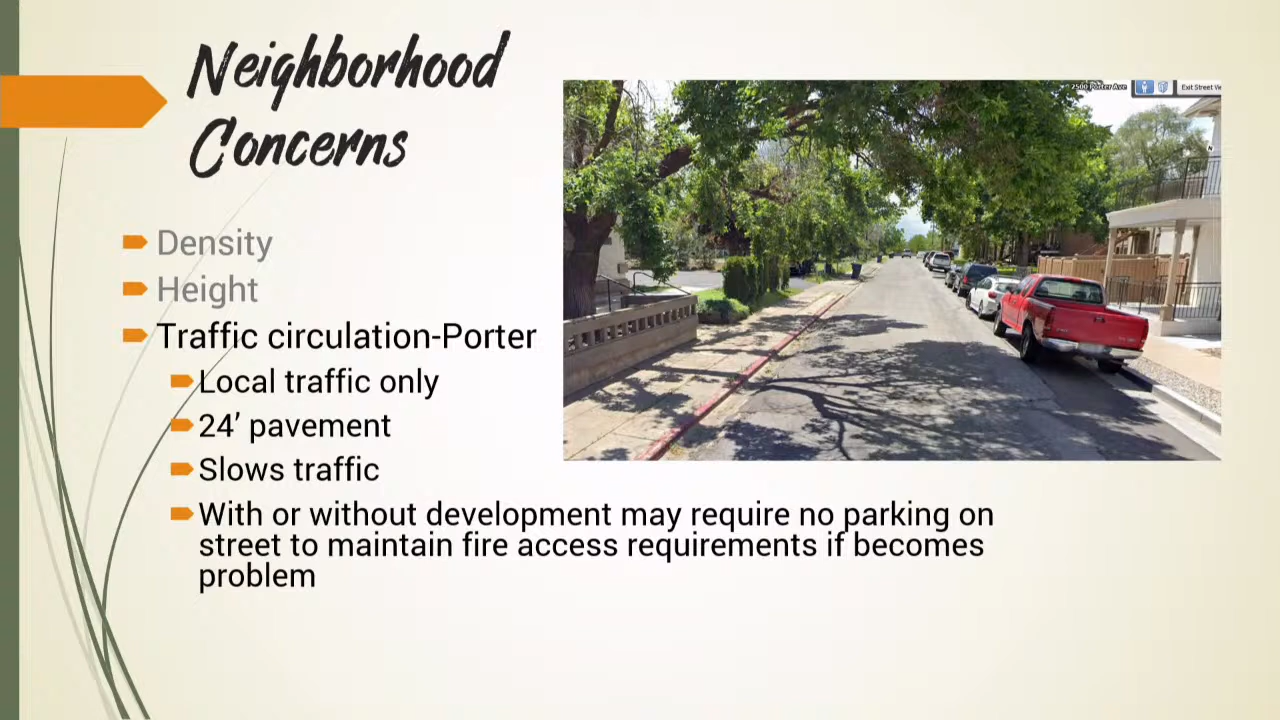 Neighborhood
Concerns
2500 Porter Ave
Exit Street
Density
Height
Traffic circulation-Porter
Local traffic only
24’ pavement
Slows traffic
With or without development may require no parking on
street to maintain fire access requirements if becomes
problem